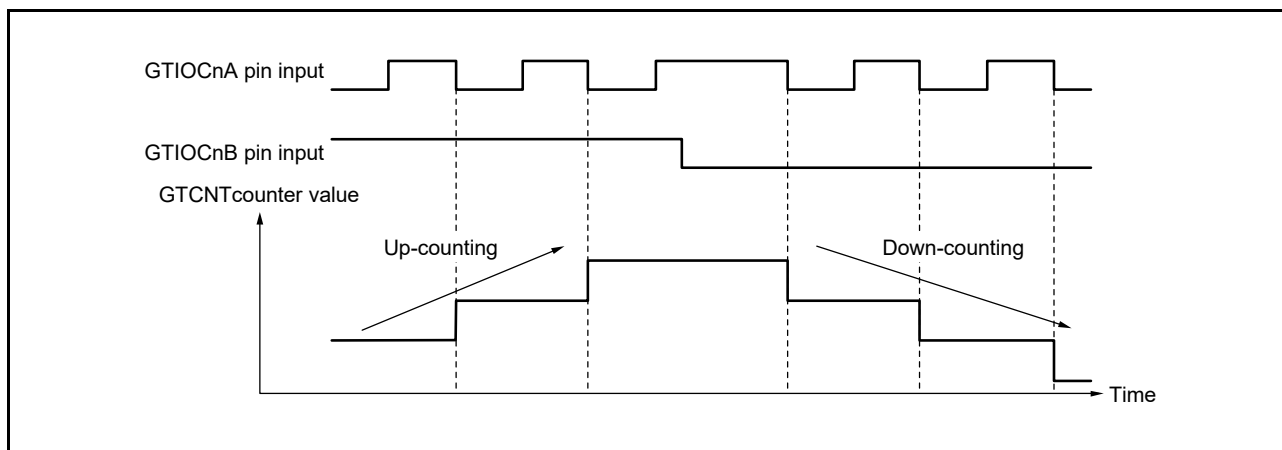 GTIOCnA pin input
GTIOCnB pin input
GTCNTcounter value
Up-counting
Down-counting
Time